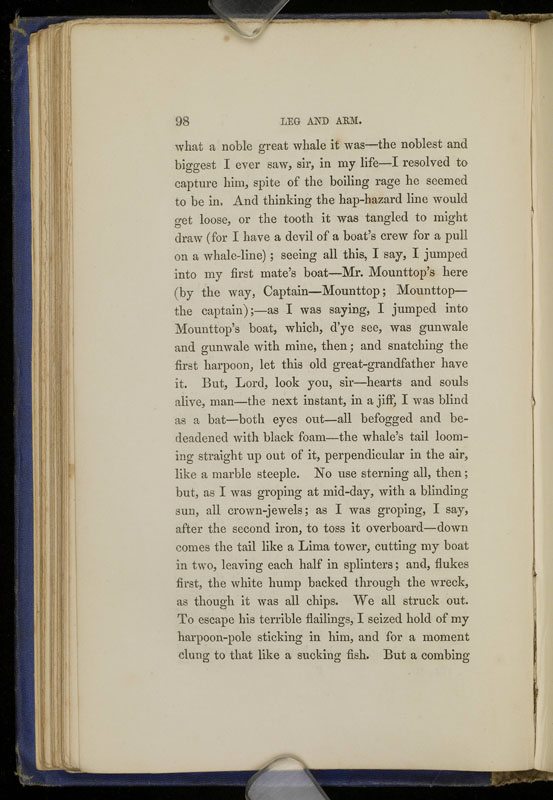 98 LEG AND ARM.
what a noble great whale it was—the noblest and
biggest I ever saw, sir, in my life—I resolved to
capture him, spite of the boiling rage he seemed
to be in. And thinking the hap-hazard line would
get loose, or the tooth it was tangled to might
draw (for I have a devil of a boat's crew for a pull
on a whale-line); seeing all this, I say, I jumped
into my first mate's boat—Mr. Mounttop's here
(by the way, Captain—Mounttop; Mounttop—
the captain);—as I was saying, I jumped into
Mounttop's boat, which, d'ye see, was gunwale
and gunwale with mine, then; and snatching the
first harpoon, let this old great-grandfather have
it. But, Lord, look you, sir—hearts and souls
alive, man—the next instant, in a jiff, I was blind
as a bat—both eyes out—all befogged and be-
deadened with black foam—the whale's tail loom-
ing straight up out of it, perpendicular in the air,
like a marble steeple. No use sterning all, then;
but, as I was groping at mid-day, with a blinding
sun, all crown-jewels; as I was groping, I say,
after the second iron, to toss it overboard—down
comes the tail like a Lima tower, cutting my boat
in two, leaving each half in splinters; and, flukes
first, the white hump backed through the wreck,
as though it was all chips. We all struck out.
To escape his terrible flailings, I seized hold of my
harpoon-pole sticking in him, and for a moment
clung to that like a sucking fish. But a combing